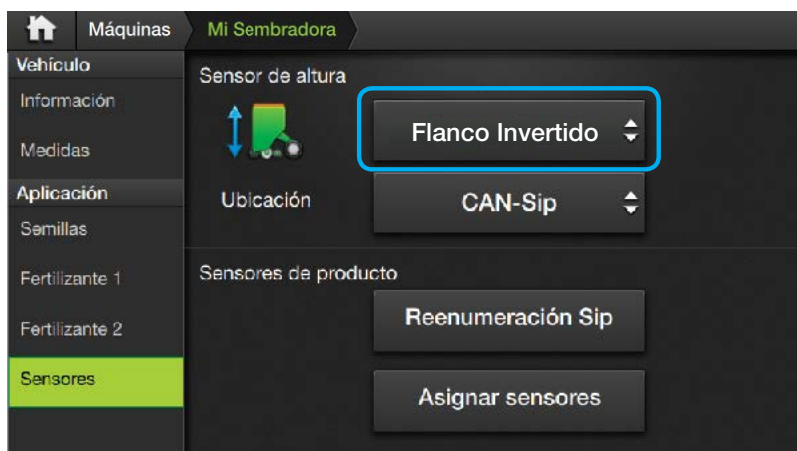 Máquinas
Mi Sembradora
Vehículo
Información
Medidas
Aplicación
Semillas
Fertilizante 1
Fertilizante 2
Sensores
Sensor de altura
Flanco Invertido
Ubicación
CAN-Sip
Sensores de producto
Reenumeración Sip
Asignar sensores